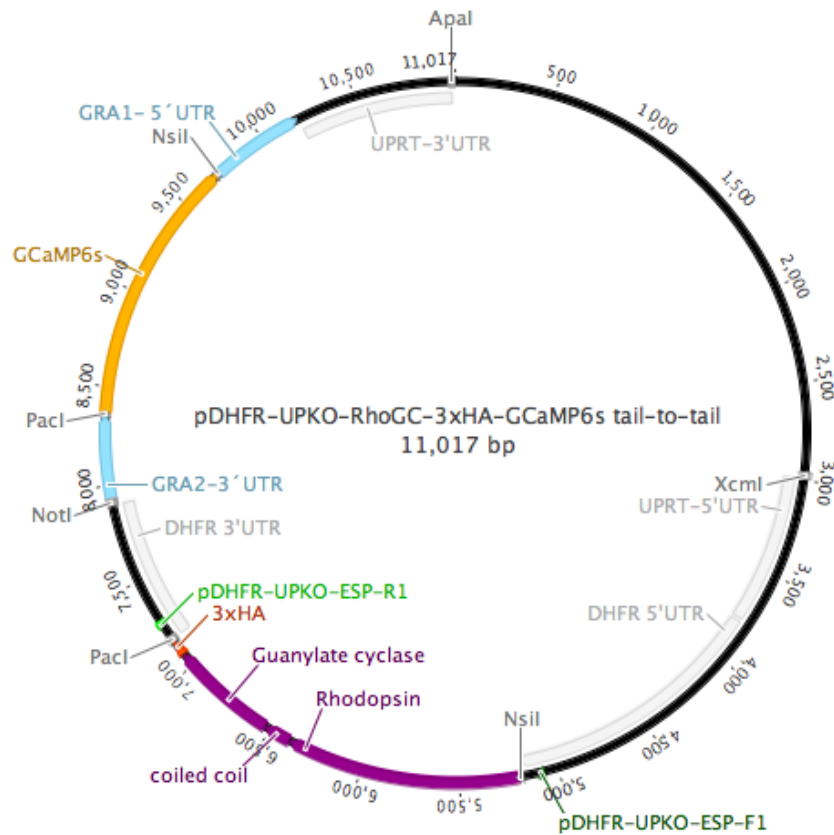 ApaI
11,017
500
1,000
1,500
2,000
2,500
3,000
XcmI
UPRT-5'UTR
3,500
DHFR 5'UTR
4,000
4,500
5,000
pDHFR-UPKO-ESP-F1
NsiI
5,500
6,000
Rhodopsin
coiled coil
6,500
Guanylate cyclase
7,000
3xHA
PacI
pDHFR-UPKO-ESP-R1
7,500
DHFR 3'UTR
NotI
8,000
GRA2-3´UTR
PacI
8,500
9,000
GCaMP6s
9,500
NsiI
GRA1- 5´UTR
10,000
10,500
UPRT-3'UTR
pDHFR-UPKO-RhoGC-3xHA-GCaMP6s tail-to-tail
11,017 bp